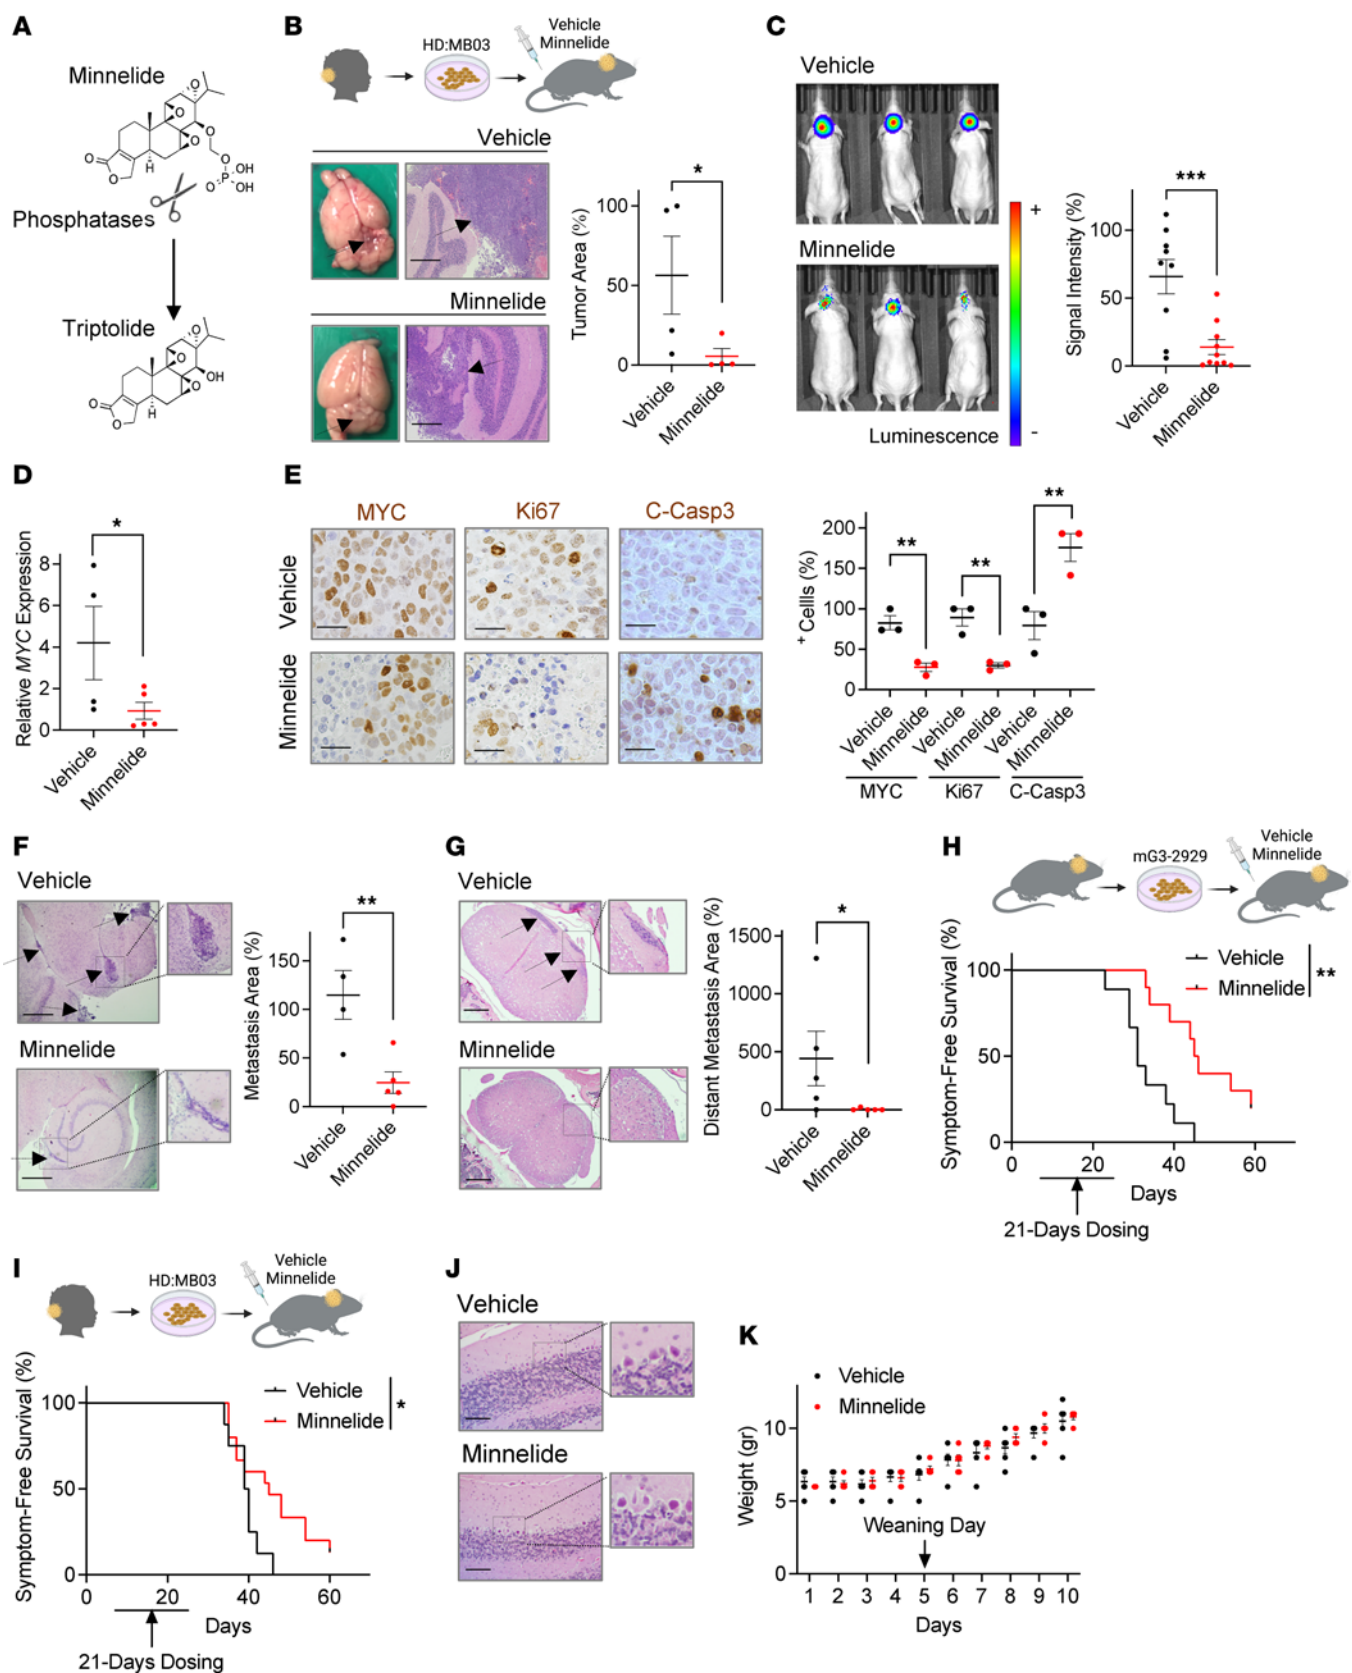 A
Minnelide
O
O
O
O
O
O
O
H
P
O
OH
OH
Phosphatases
Triptolide
O
O
O
OH
O
O
H
B
HD:MB03
Vehicle
Minnelide
Vehicle
Minnelide
Tumor Area (%)
100
50
0
*
Vehicle
Minnelide
C
Vehicle
Minnelide
Luminescence
+
-
Signal Intensity (%)
100
50
0
***
Vehicle
Minnelide
D
Relative MYC Expression
8
6
4
2
0
*
Vehicle
Minnelide
E
MYC
Ki67
C-Casp3
Vehicle
Minnelide
+Cellls (%)
200
150
100
50
0
**
**
**
Vehicle
Minnelide
Vehicle
Minnelide
Vehicle
Minnelide
MYC
Ki67
C-Casp3
F
Vehicle
Minnelide
Metastasis Area (%)
150
100
50
0
**
Vehicle
Minnelide
G
Vehicle
Minnelide
Distant Metastasis Area (%)
1500
1000
500
0
*
Vehicle
Minnelide
H
mG3-2929
Vehicle
Minnelide
Symptom-Free Survival (%)
100
50
0
Vehicle
Minnelide
**
0
20
40
60
Days
21-Days Dosing
I
HD:MB03
Vehicle
Minnelide
Symptom-Free Survival (%)
100
50
0
Vehicle
Minnelide
*
0
20
40
60
Days
21-Days Dosing
J
Vehicle
Minnelide
K
Vehicle
Minnelide
Weight (gr)
10
5
0
Weaning Day
1 2 3 4 5 6 7 8 9 10
Days